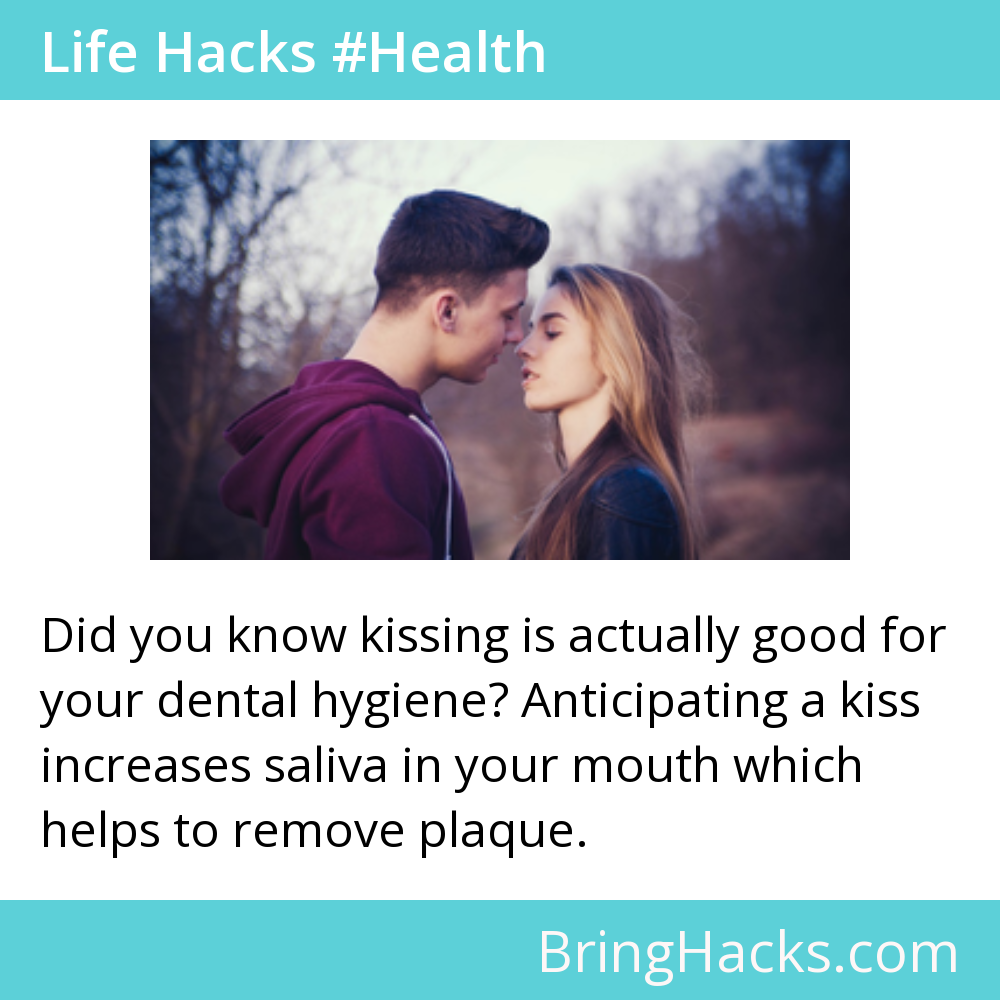 Life Hacks #Health
Did you know kissing is actually good for
your dental hygiene? Anticipating a kiss
increases saliva in your mouth which
helps to remove plaque.
BringHacks.com